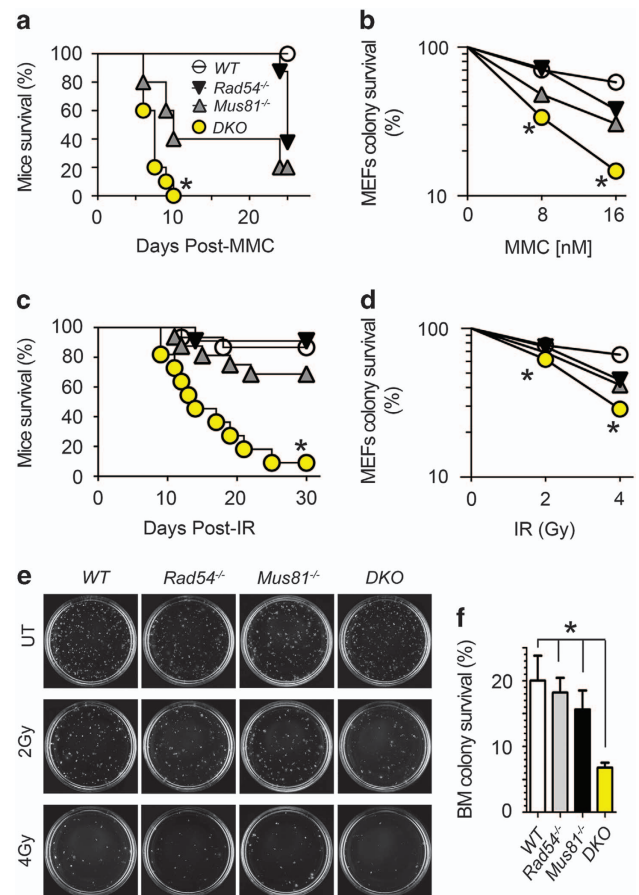 a
100
80
60
40
20
0
Mice survival (%)
WT
Rad54-/-
Mus81-/-
DKO
*
0 10 20
Days Post-MMC
b
100
10
MEFs colony survival
(%)
*
*
0 8 16
MMC [nM]
c
100
80
60
40
20
0
Mice survival (%)
*
0 10 20 30
Days Post-IR
d
100
10
MEFs colony survival
(%)
*
*
0 2 4
IR (Gy)
e
WT Rad54-/- Mus81-/- DKO
UT
2Gy
4Gy
f
*
20
10
0
BM colony survival (%)
WT
Rad54-/-
Mus81-/-
DKO